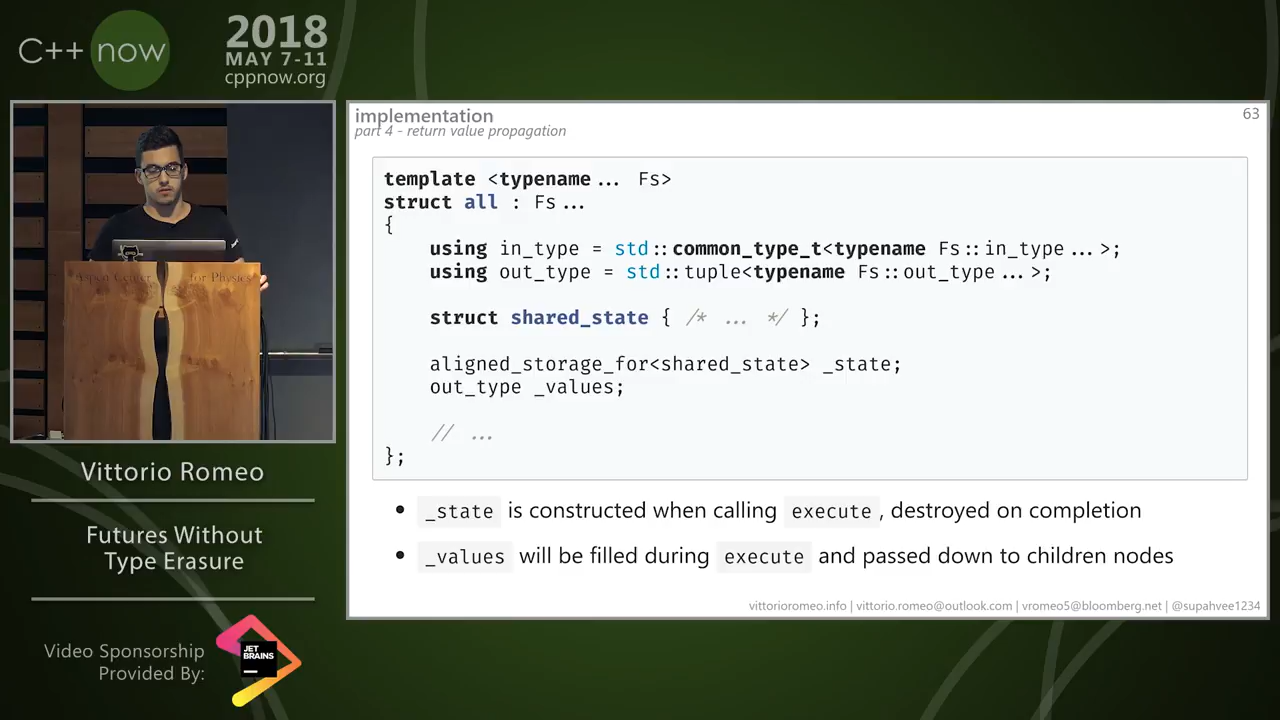 C++ now
2018
MAY 7-11
cppnow.org
Aspen Center for Physics
Vittorio Romeo
Futures Without
Type Erasure
Video Sponsorship
Provided By:
JET
BRAINS
implementation
63
part 4 - return value propagation
template <typename... Fs>
struct all : Fs...
{
using in_type = std::common_type_t<typename Fs::in_type...>;
using out_type = std::tuple<typename Fs::out_type...>;
struct shared_state { /* ... */ };
aligned_storage_for<shared_state> _state;
out_type _values;
// ...
};
• _state is constructed when calling execute, destroyed on completion
• _values will be filled during execute and passed down to children nodes
vittorioromeo.info | vittorio.romeo@outlook.com | vromeo5@bloomberg.net | @supahvee1234